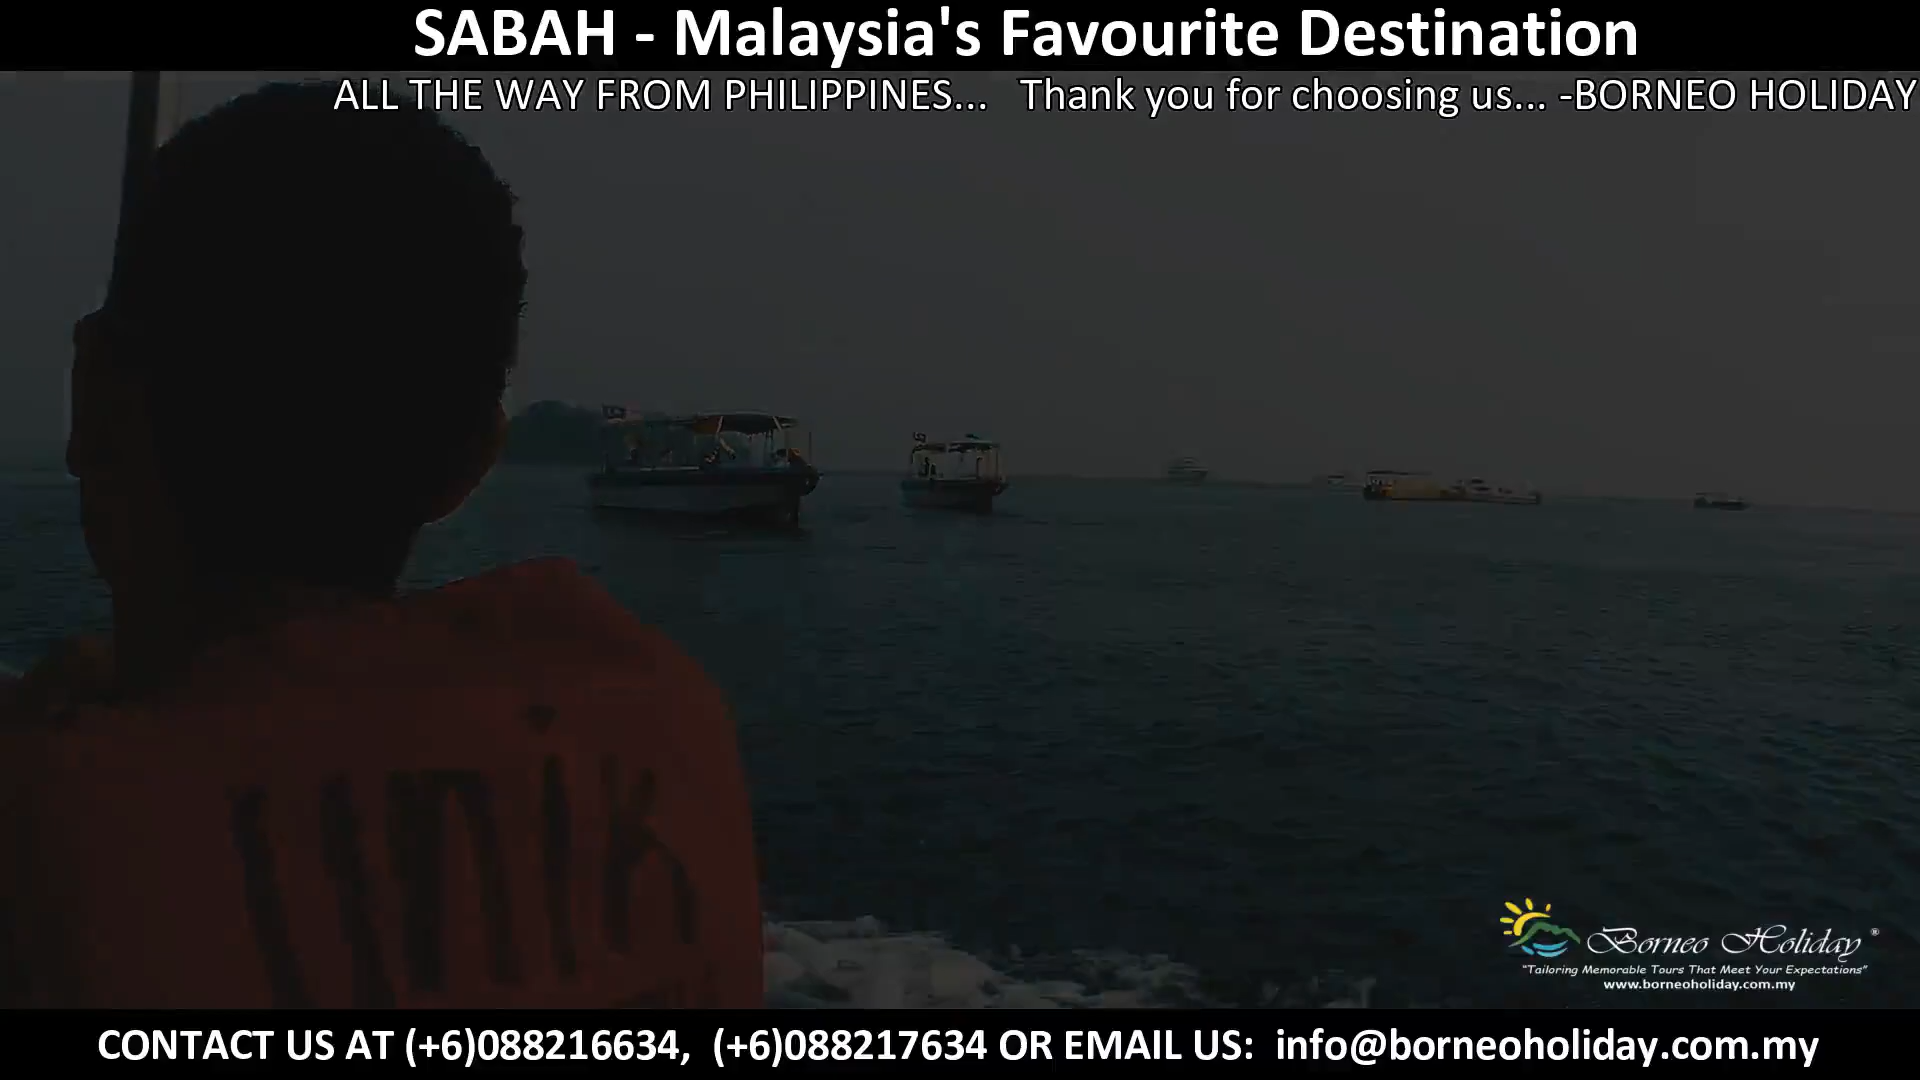 SABAH - Malaysia's Favourite Destination
ALL THE WAY FROM PHILIPPINES... Thank you for choosing us... -BORNEO HOLIDAY
unik
Borneo Holiday ®
"Tailoring Memorable Tours That Meet Your Expectations"
www.borneoholiday.com.my
CONTACT US AT (+6)088216634, (+6)088217634 OR EMAIL US: info@borneoholiday.com.my